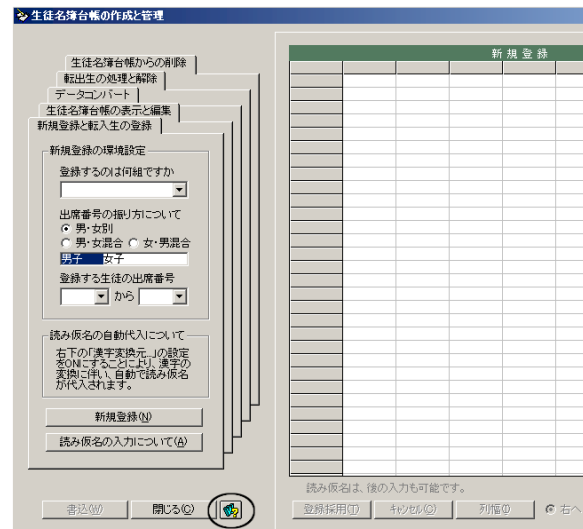 生徒名簿台帳の作成と管理
生徒名簿台帳からの削除
転出生の処理と解除
データコンバート
生徒名簿台帳の表示と編集
新規登録と転入生の登録
新規登録の環境設定
登録するのは何組ですか
出席番号の振り方について
男・女別
男・女混合 女・男混合
男子 女子
登録する生徒の出席番号
から
読み仮名の自動代入について
右下の「漢字変換元...」の設定
をONにすることにより、漢字の
変換に伴い、自動で読み仮名
が代入されます。
新規登録(N)
読み仮名の入力について(A)
書込(W) 閉じる(C)
新 規 登 録
読み仮名は、後の入力も可能です。
登録採用(T) キャンセル(O) 列幅(I) 右へ